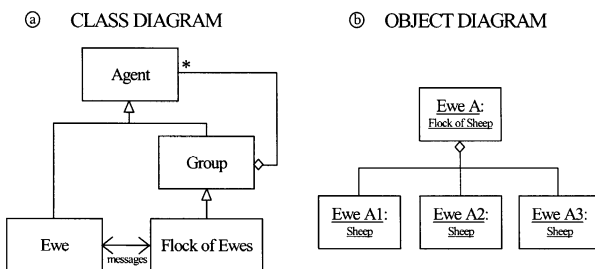 a CLASS DIAGRAM
Agent
*
Group
Ewe
messages
Flock of Ewes
b OBJECT DIAGRAM
Ewe A:
Flock of Sheep
Ewe A1:
Sheep
Ewe A2:
Sheep
Ewe A3:
Sheep